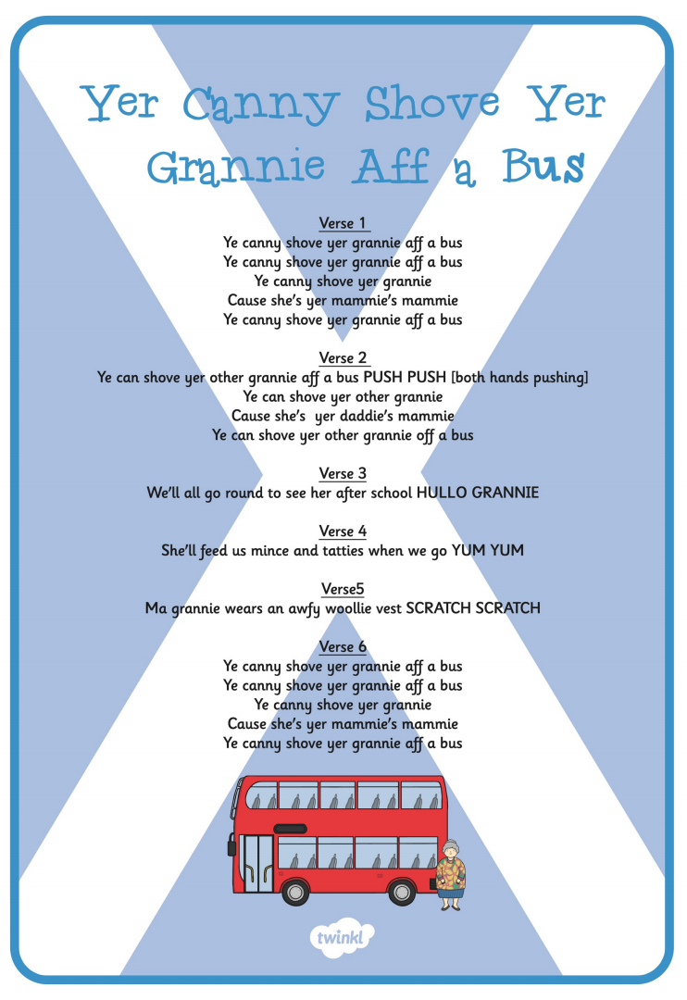 Yer Canny Shove Yer
Grannie Aff a Bus
Verse 1
Ye canny shove yer grannie aff a bus
Ye canny shove yer grannie aff a bus
Ye canny shove yer grannie
Cause she's yer mammie's mammie
Ye canny shove yer grannie aff a bus
Verse 2
Ye can shove yer other grannie aff a bus PUSH PUSH [both hands pushing]
Ye can shove yer other grannie
Cause she's yer daddie's mammie
Ye can shove yer other grannie off a bus
Verse 3
We'll all go round to see her after school HULLO GRANNIE
Verse 4
She'll feed us mince and tatties when we go YUM YUM
Verse5
Ma grannie wears an awfy woollie vest SCRATCH SCRATCH
Verse 6
Ye canny shove yer grannie aff a bus
Ye canny shove yer grannie aff a bus
Ye canny shove yer grannie
Cause she's yer mammie's mammie
Ye canny shove yer grannie aff a bus
twinkl